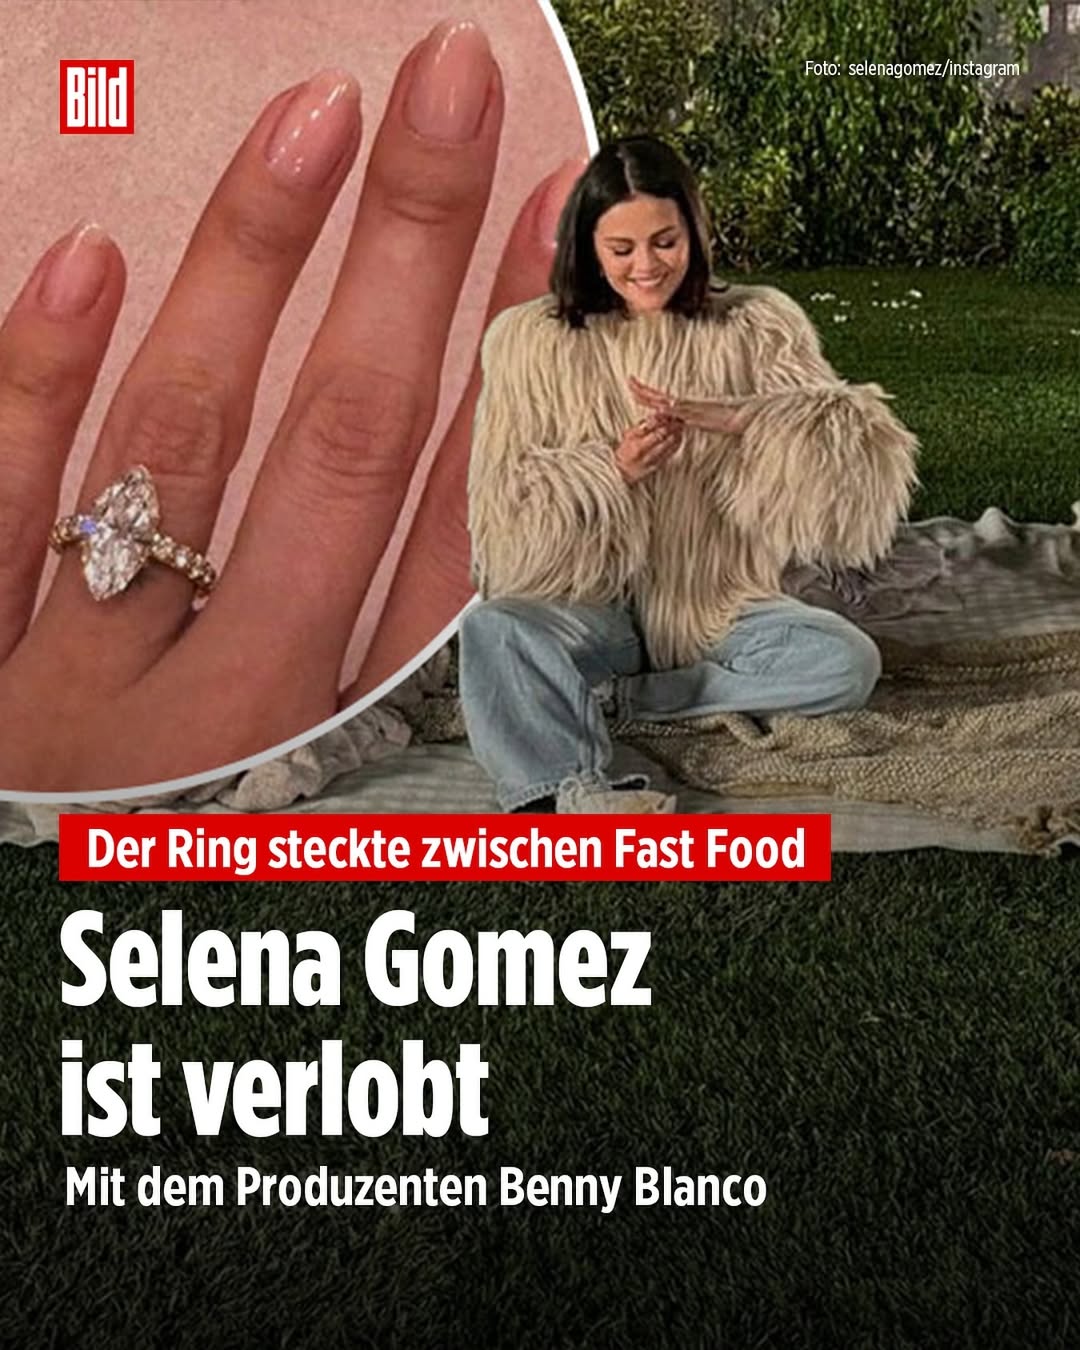 Bild
Foto: selenagomez/instagram
Der Ring steckte zwischen Fast Food
Selena Gomez
ist verlobt
Mit dem Produzenten Benny Blanco